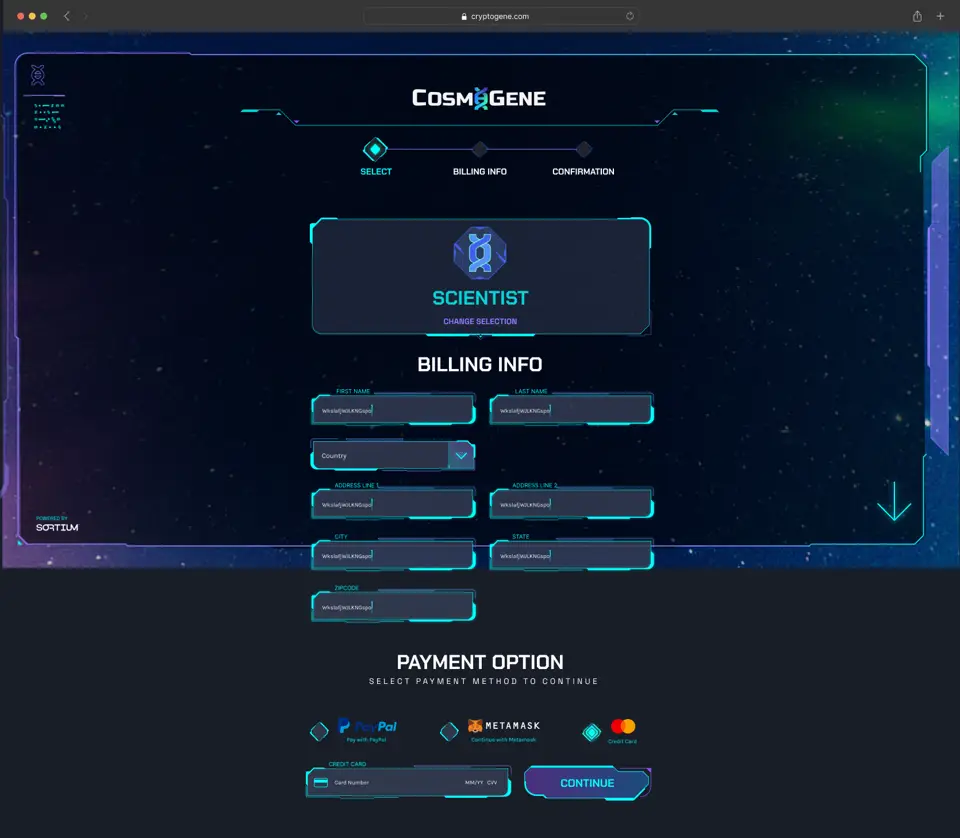 cryptogene.com
COSMOGENE
SELECT
BILLING INFO
CONFIRMATION
SCIENTIST
CHANGE SELECTION
BILLING INFO
FIRST NAME
LAST NAME
Country
ADDRESS LINE 1
ADDRESS LINE 2
POWERED BY
SORTIUM
CITY
STATE
ZIPCODE
PAYMENT OPTION
SELECT PAYMENT METHOD TO CONTINUE
PayPal
Pay with PayPal
METAMASK
Continue with Metamask
Credit Card
CREDIT CARD
Card Number MM/YY CVV
CONTINUE